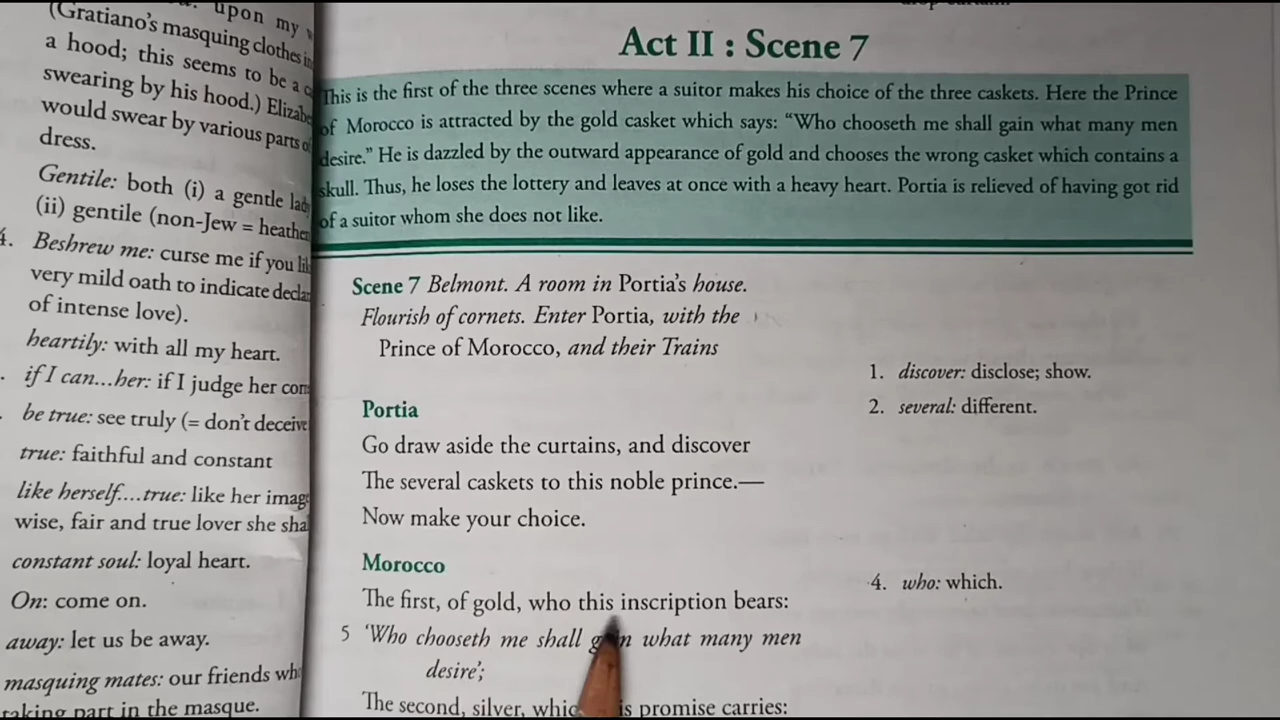 upon my
(Gratiano's masquing clothes
a hood; this seems to be a
swearing by his hood.)
would swear by various parts
dress.
Gentile: both (i) a gentle
(ii) gentile (non-Jew =
4. Beshrew me: curse me if you
very mild oath to indicate
of intense love).
heartily: with all my heart.
if I can...her: if I judge her
be true: see truly (= don't
true: faithful and constant
like herself....true: like her
wise, fair and true lover she
constant soul: loyal heart.
On: come on.
away: let us be away.
masquing mates: our friends
taking part in the masque.
Act II : Scene 7
This is the first of the three scenes where a suitor makes his choice of the three caskets. Here the Prince
of Morocco is attracted by the gold casket which says: “Who chooseth me shall gain what many men
desire.” He is dazzled by the outward appearance of gold and chooses the wrong casket which contains a
skull. Thus, he loses the lottery and leaves at once with a heavy heart. Portia is relieved of having got rid
of a suitor whom she does not like.
Scene 7 Belmont. A room in Portia's house.
Flourish of cornets. Enter Portia, with the
Prince of Morocco, and their Trains
Portia
Go draw aside the curtains, and discover
The several caskets to this noble prince.—
Now make your choice.
Morocco
The first, of gold, who this inscription bears:
5 ‘Who chooseth me shall gain what many men
desire’;
The second, silver, this promise carries:
1. discover: disclose; show.
2. several: different.
4. who: which.